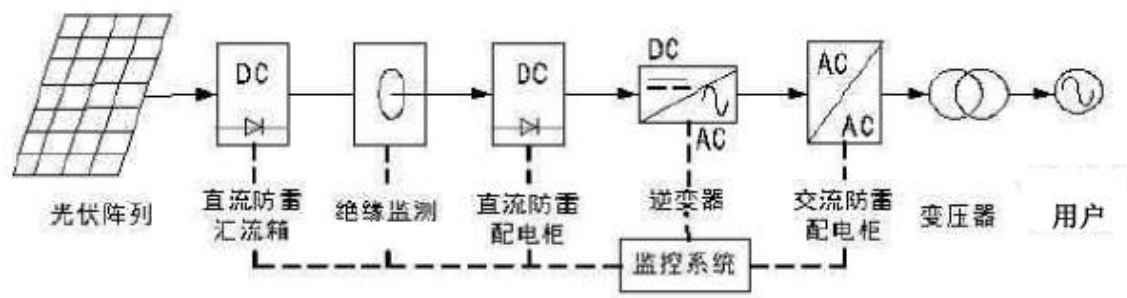 DC
DC
DC
AC
AC
AC
光伏阵列
直流防雷
汇流箱
绝缘监测
直流防雷
配电柜
逆变器
交流防雷
配电柜
变压器
用户
监控系统